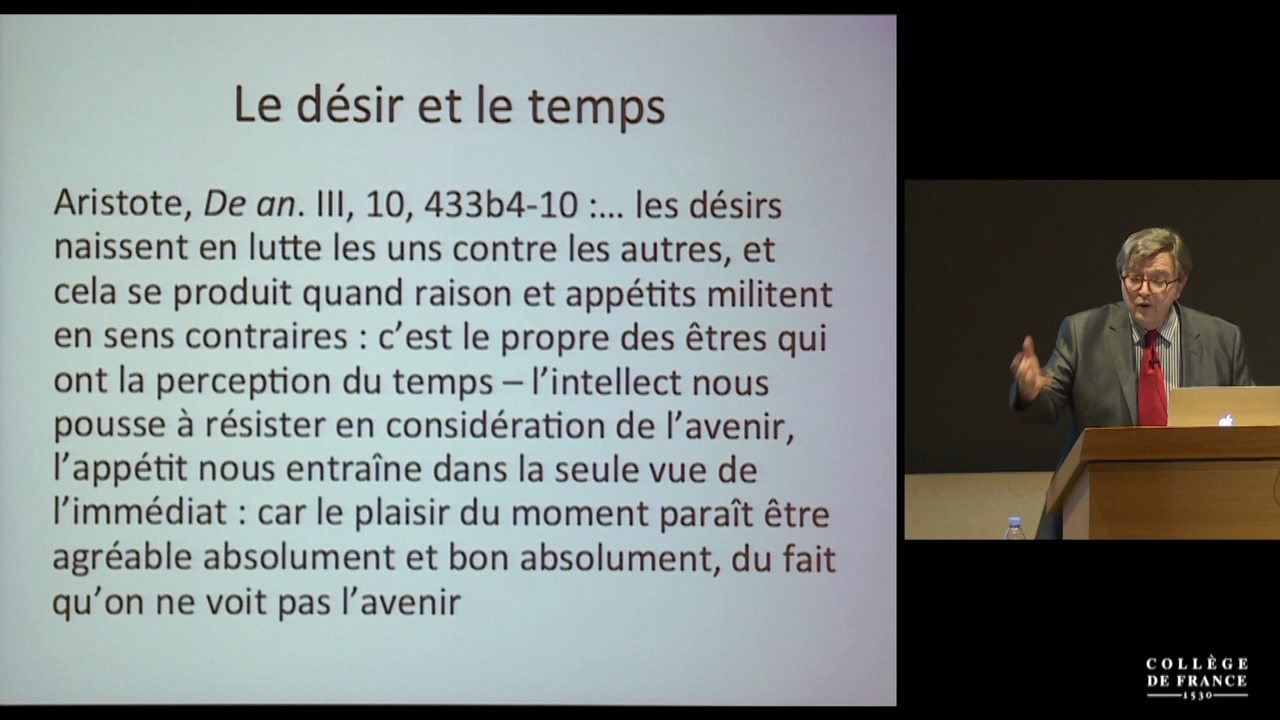 Le désir et le temps
Aristote, De an. III, 10, 433b4-10 :... les désirs
naissent en lutte les uns contre les autres, et
cela se produit quand raison et appétits militent
en sens contraires : c’est le propre des êtres qui
ont la perception du temps – l’intellect nous
pousse à résister en considération de l’avenir,
l’appétit nous entraîne dans la seule vue de
l’immédiat : car le plaisir du moment paraît être
agréable absolument et bon absolument, du fait
qu’on ne voit pas l’avenir
COLLÈGE
DE FRANCE
1530